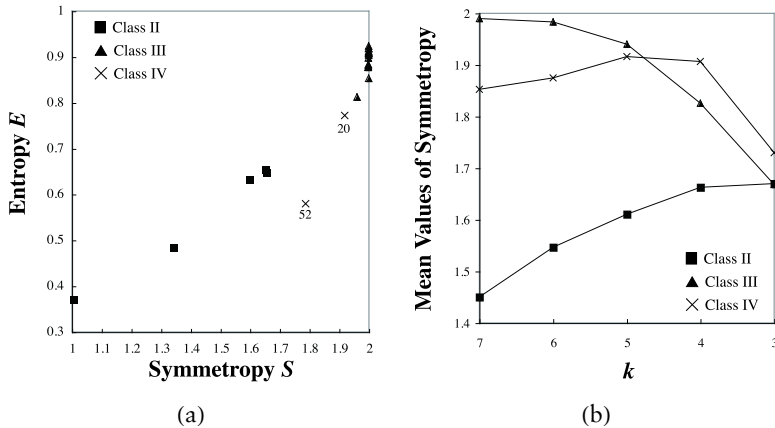 1
0.9
0.8
0.7
0.6
0.5
0.4
0.3
Entropy E
Class II
Class III
Class IV
20
52
1 1.1 1.2 1.3 1.4 1.5 1.6 1.7 1.8 1.9 2
Symmetropy S
(a)
2
1.9
1.8
1.7
1.6
1.5
1.4
Mean Values of Symmetropy
Class II
Class III
Class IV
7 6 5 4 3
k
(b)